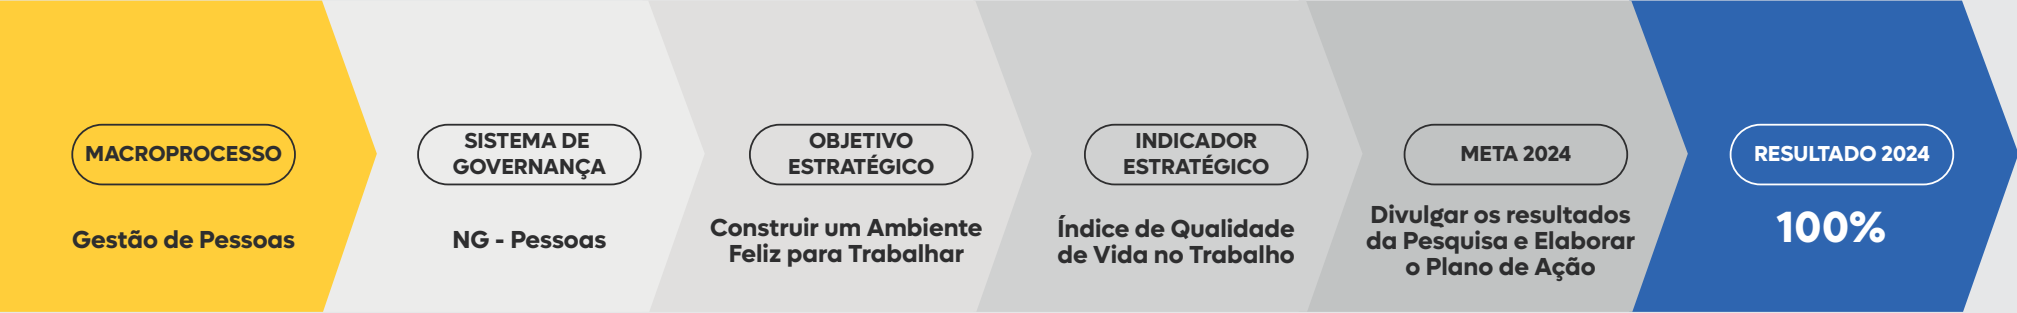 MACROPROCESSO
Gestão de Pessoas
SISTEMA DE
GOVERNANÇA
NG - Pessoas
OBJETIVO
ESTRATÉGICO
Construir um Ambiente
Feliz para Trabalhar
INDICADOR
ESTRATÉGICO
Índice de Qualidade
de Vida no Trabalho
META 2024
Divulgar os resultados
da Pesquisa e Elaborar
o Plano de Ação
RESULTADO 2024
100%